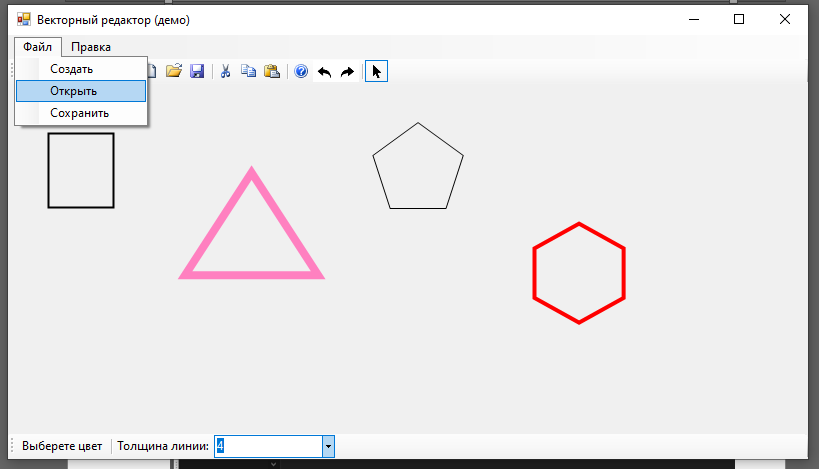 Векторный редактор (демо)
Файл Правка
Создать
Открыть
Сохранить
Выберете цвет Толщина линии: 4